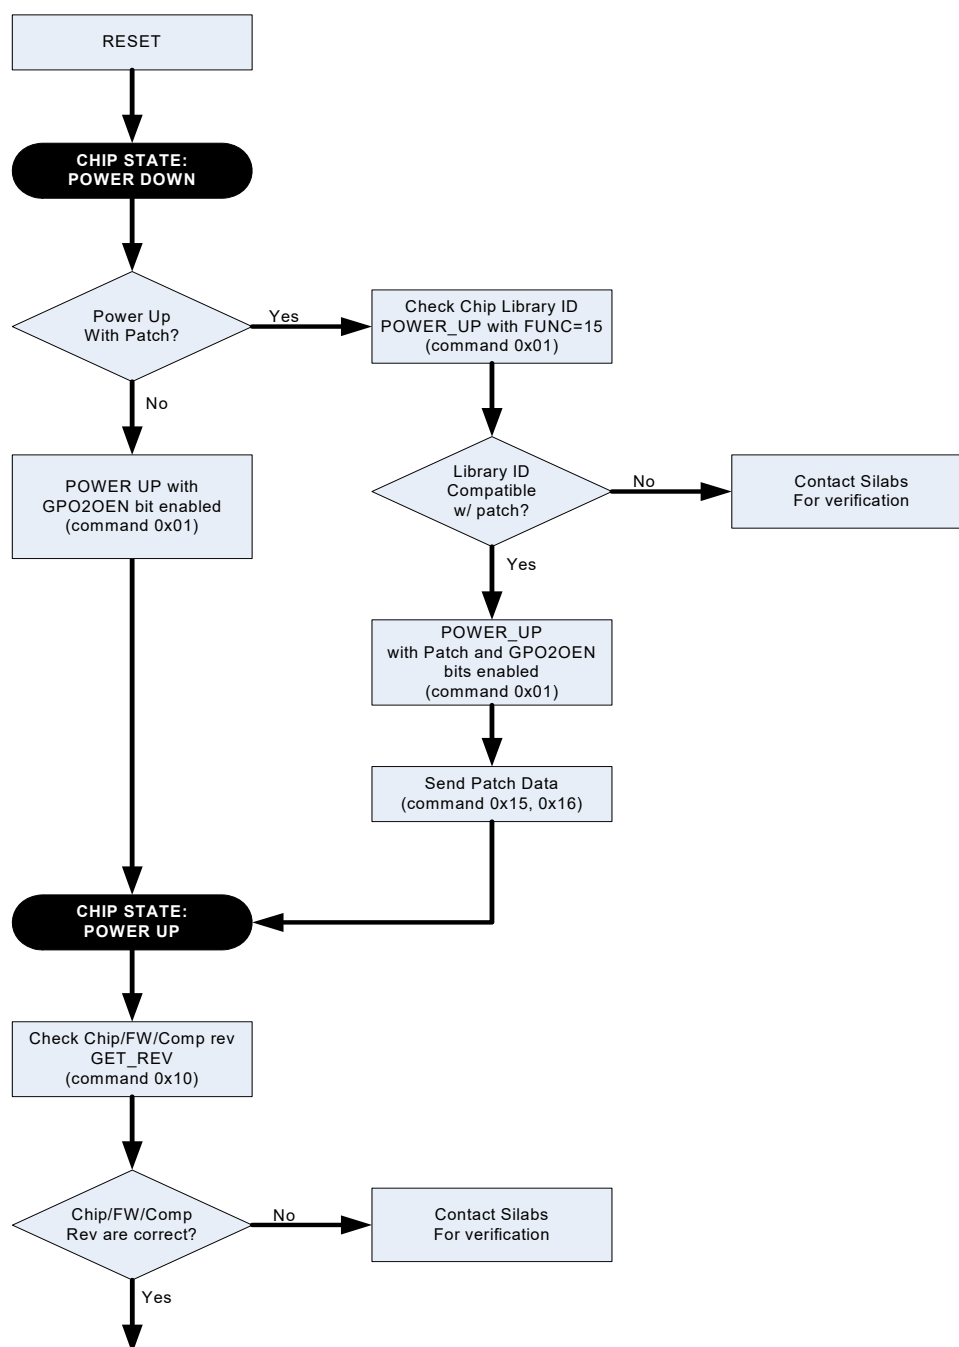 RESET
CHIP STATE:
POWER DOWN
Power Up
With Patch?
Yes
Check Chip Library ID
POWER_UP with FUNC=15
(command 0x01)
No
POWER UP with
GPO2OEN bit enabled
(command 0x01)
Library ID
Compatible
w/ patch?
No
Contact Silabs
For verification
Yes
POWER_UP
with Patch and GPO2OEN
bits enabled
(command 0x01)
Send Patch Data
(command 0x15, 0x16)
CHIP STATE:
POWER UP
Check Chip/FW/Comp rev
GET_REV
(command 0x10)
Chip/FW/Comp
Rev are correct?
No
Contact Silabs
For verification
Yes